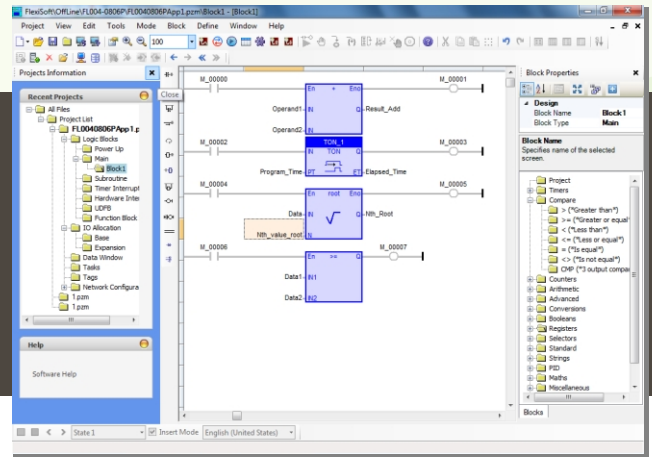 FlexiSoft\OffLine\FL004-0806P\FL0040806PApp1.pzm\Block1 - [Block1]
Project View Edit Tools Mode Block Define Window Help
100
Projects Information
Close
Recent Projects
All Files
Project List
FL0040806PApp1.p
Logic Blocks
Power Up
Main
Block1
Subroutine
Timer Interrupt
Hardware Inter
UDFB
Function Block
IO Allocation
Base
Expansion
Data Window
Tasks
Tags
Network Configura
1.pzm
1.pzm
Help
Software Help
M_00000 M_00001
En + Eno
Operand1 IN Q Result_Add
Operand2 IN
M_00002 TON_1 M_00003
IN TON Q
Program_Time PT ET Elapsed_Time
M_00004 M_00005
En root Eno
Data IN Q Nth_Root
Nth_value_root N
M_00006 M_00007
En >= Q
Data1 IN1
Data2 IN2
Block Properties
Design
Block Name Block1
Block Type Main
Block Name
Specifies name of the selected
screen.
Project
Timers
Compare
> (*Greater than*)
>= (*Greater or equal*
< (*Less than*)
<= (*Less or equal*)
= (*Is equal*)
<> (*Is not equal*)
CMP (*3 output compar
Counters
Arithmetic
Advanced
Conversions
Booleans
Registers
Selectors
Standard
Strings
PID
Maths
Miscellaneous
Blocks
State 1 Insert Mode English (United States)